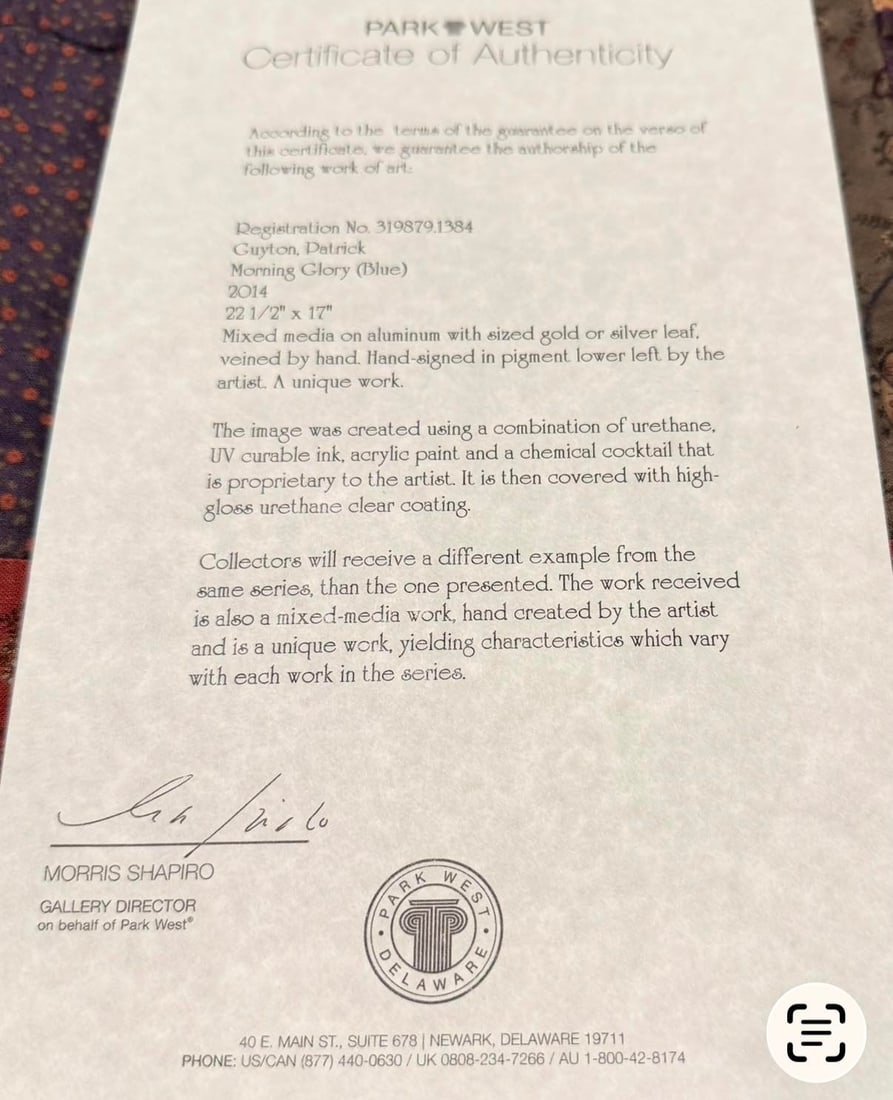 PARK WEST
Certificate of Authenticity
According to the terms of the guarantee on the verso of
this certificate, we guarantee the authorship of the
following work of art:
Registration No. 319879.1384
Guyton, Patrick
Morning Glory (Blue)
2014
22 1/2" x 17"
Mixed media on aluminum with sized gold or silver leaf,
veined by hand. Hand-signed in pigment lower left by the
artist. A unique work.
The image was created using a combination of urethane,
UV curable ink, acrylic paint and a chemical cocktail that
is proprietary to the artist. It is then covered with high-
gloss urethane clear coating.
Collectors will receive a different example from the
same series, than the one presented. The work received
is also a mixed-media work, hand created by the artist
and is a unique work, yielding characteristics which vary
with each work in the series.
MORRIS SHAPIRO
GALLERY DIRECTOR
on behalf of Park West®
PARK WEST
DELAWARE
40 E. MAIN ST., SUITE 678 | NEWARK, DELAWARE 19711
PHONE: US/CAN (877) 440-0630 / UK 0808-234-7266 / AU 1-800-42-8174